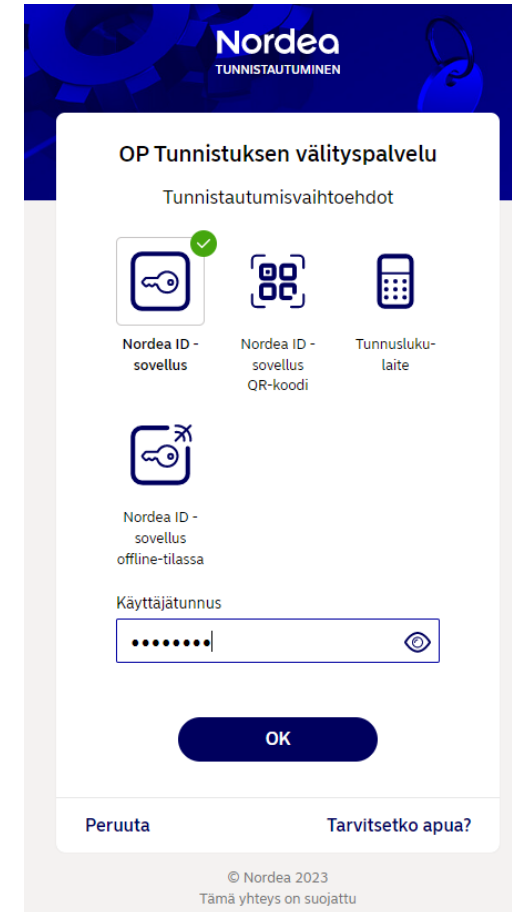 Nordea
TUNNISTAUTUMINEN
OP Tunnistuksen välityspalvelu
Tunnistautumisvaihtoehdot
Nordea ID -
sovellus
Nordea ID -
sovellus
QR-koodi
Tunnusluku-
laite
Nordea ID -
sovellus
offline-tilassa
Käyttäjätunnus
••••••••
OK
Peruuta
Tarvitsetko apua?
© Nordea 2023
Tämä yhteys on suojattu